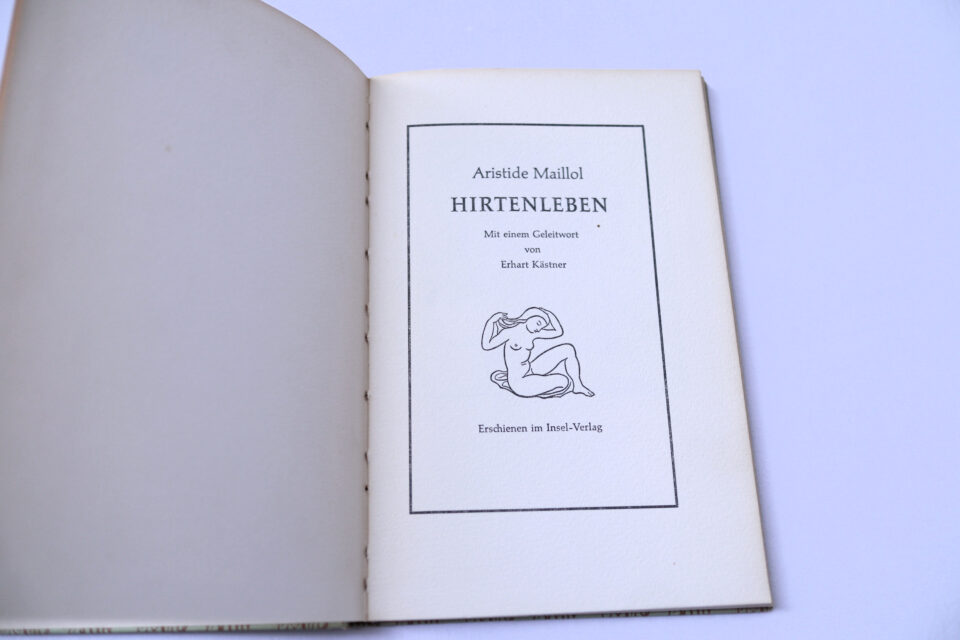 Aristide Maillol
HIRTENLEBEN
Mit einem Geleitwort
von
Erhart Kästner
Erschienen im Insel-Verlag